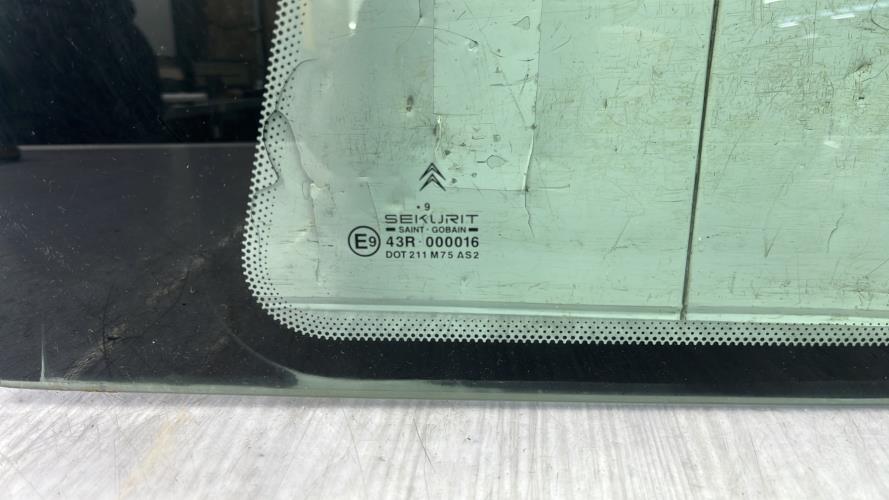 · 9
SEKURIT
SAINT - GOBAIN
E9 43R - 000016
DOT 211 M75 AS2